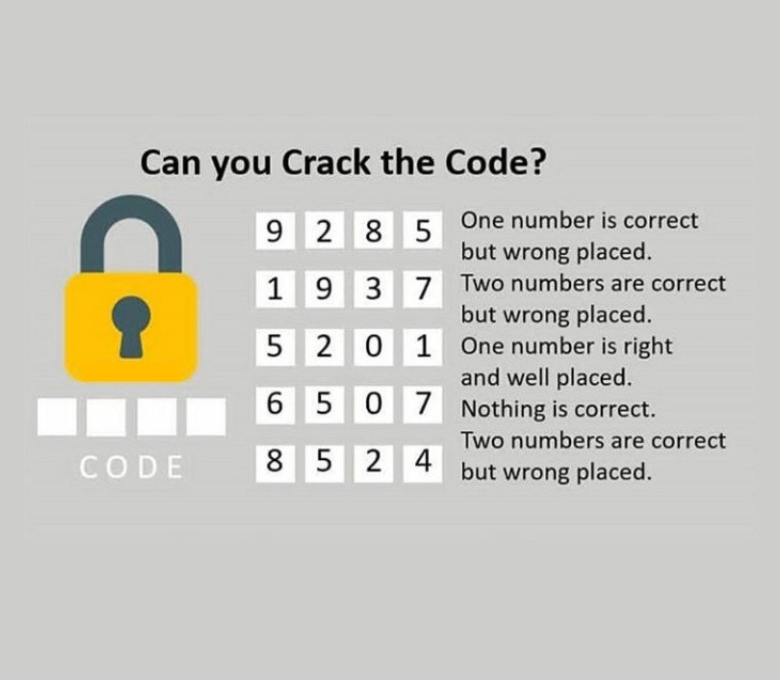 Can you Crack the Code?
9 2 8 5 One number is correct
but wrong placed.
1 9 3 7 Two numbers are correct
but wrong placed.
5 2 0 1 One number is right
and well placed.
6 5 0 7 Nothing is correct.
8 5 2 4 Two numbers are correct
but wrong placed.
CODE